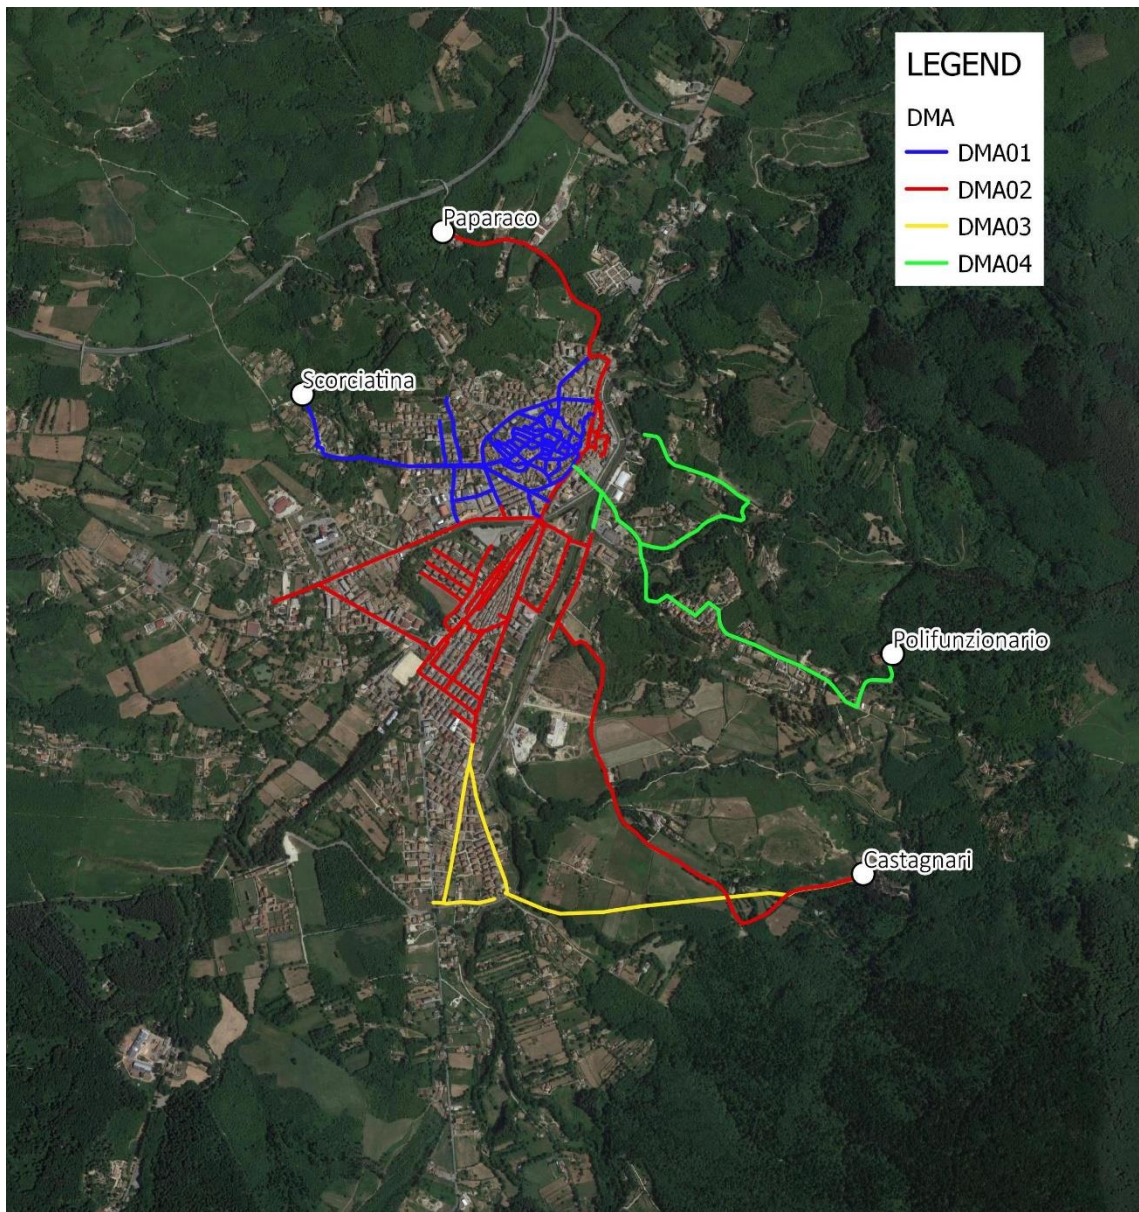 LEGEND
DMA
DMA01
DMA02
DMA03
DMA04
Paparaco
Scorciatina
Polifunzionario
Castagnari